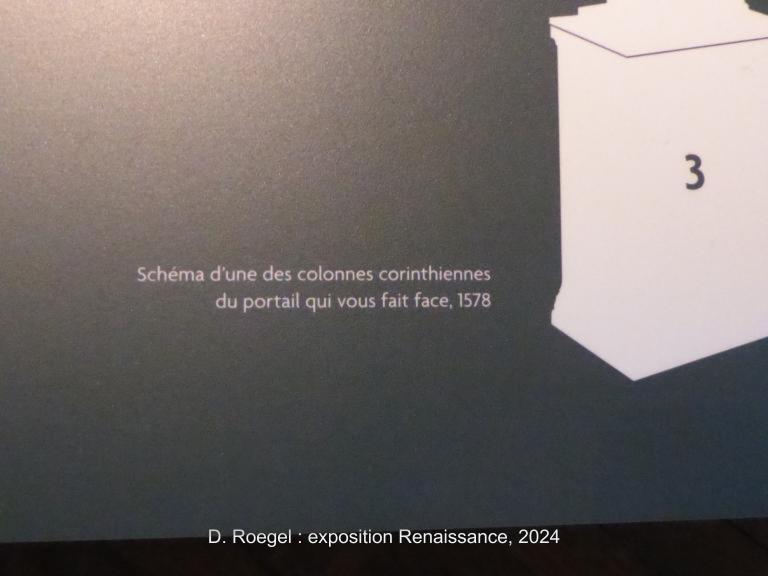 3
Schéma d'une des colonnes corinthiennes
du portail qui vous fait face, 1578
D. Roegel : exposition Renaissance, 2024